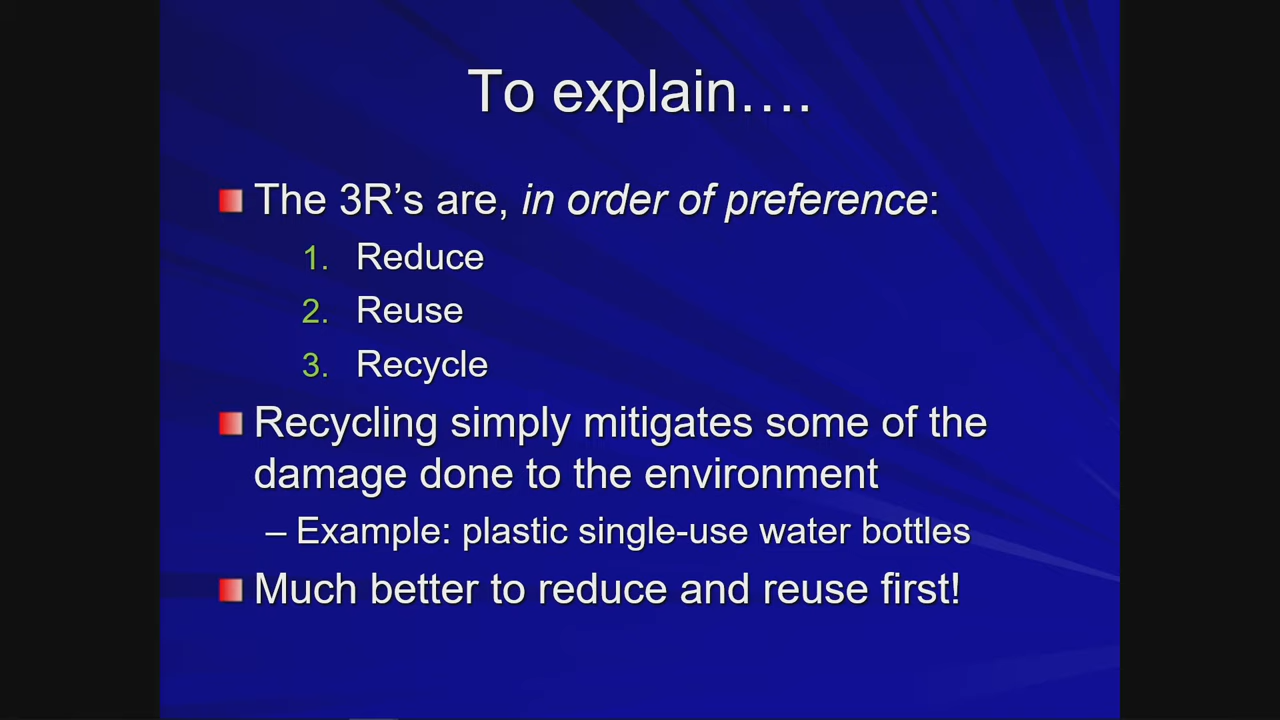 To explain….
The 3R’s are, in order of preference:
1. Reduce
2. Reuse
3. Recycle
Recycling simply mitigates some of the
damage done to the environment
– Example: plastic single-use water bottles
Much better to reduce and reuse first!